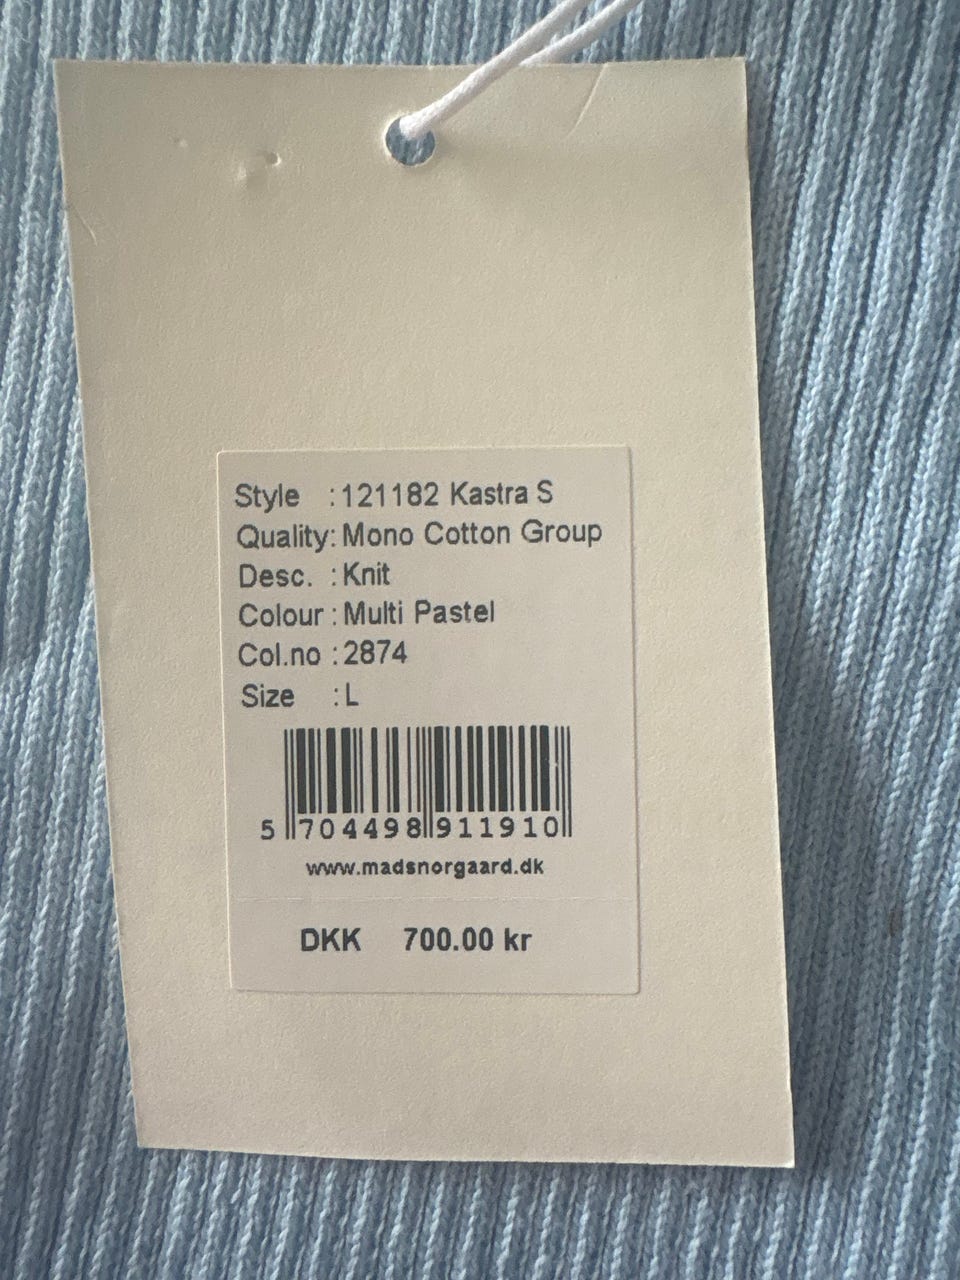 Style : 121182 Kastra S
Quality: Mono Cotton Group
Desc. : Knit
Colour : Multi Pastel
Col.no : 2874
Size : L
5 704498 911910
www.madsnorgaard.dk
DKK 700.00 kr